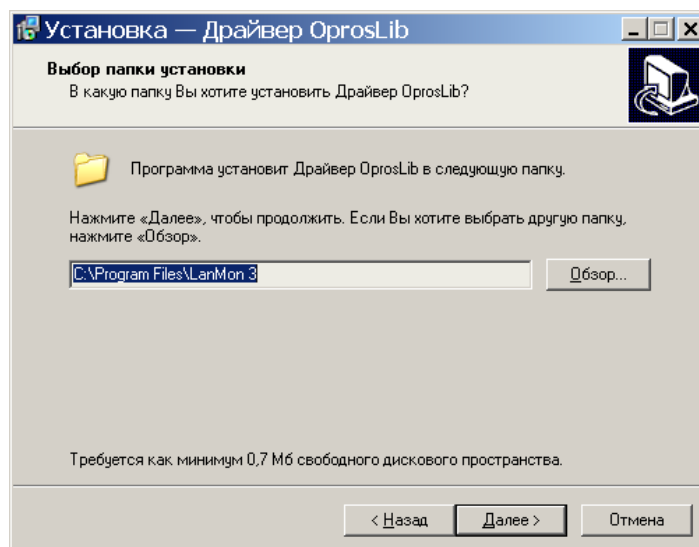 Установка — Драйвер OprosLib
Выбор папки установки
В какую папку Вы хотите установить Драйвер OprosLib?
Программа установит Драйвер OprosLib в следующую папку.
Нажмите «Далее», чтобы продолжить. Если Вы хотите выбрать другую папку,
нажмите «Обзор».
C:\Program Files\LanMon 3
Обзор...
Требуется как минимум 0,7 Мб свободного дискового пространства.
< Назад
Далее >
Отмена